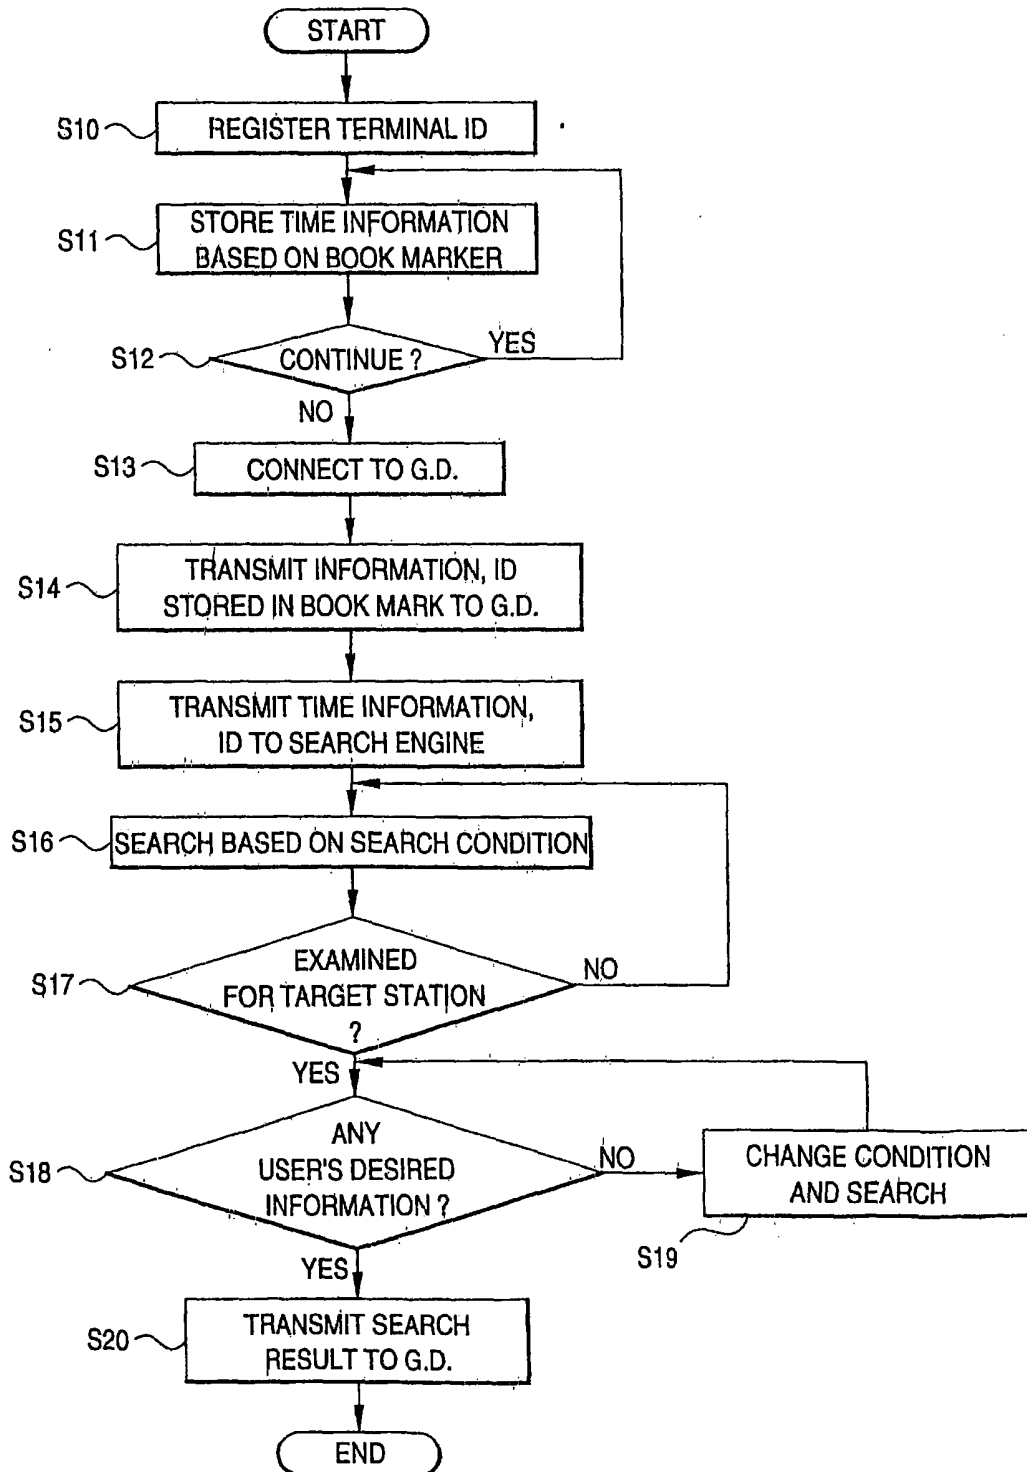 START
S10
REGISTER TERMINAL ID
S11
STORE TIME INFORMATION
BASED ON BOOK MARKER
S12
CONTINUE ?
YES
NO
S13
CONNECT TO G.D.
S14
TRANSMIT INFORMATION, ID
STORED IN BOOK MARK TO G.D.
S15
TRANSMIT TIME INFORMATION,
ID TO SEARCH ENGINE
S16
SEARCH BASED ON SEARCH CONDITION
S17
EXAMINED
FOR TARGET STATION
?
NO
YES
S18
ANY
USER'S DESIRED
INFORMATION ?
NO
CHANGE CONDITION
AND SEARCH
S19
YES
S20
TRANSMIT SEARCH
RESULT TO G.D.
END